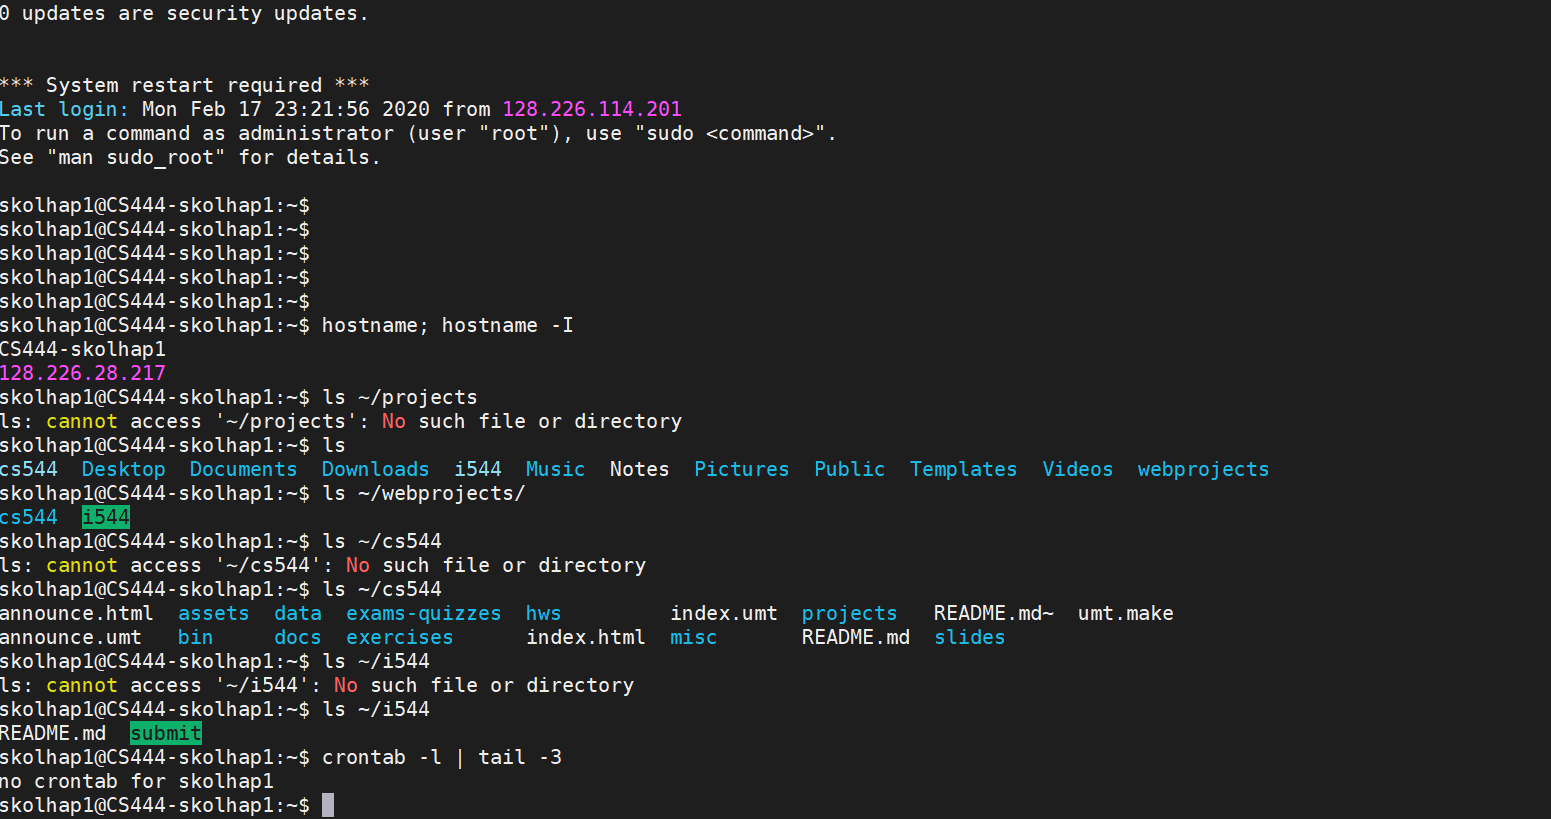 0 updates are security updates.
*** System restart required ***
Last login: Mon Feb 17 23:21:56 2020 from 128.226.114.201
To run a command as administrator (user "root"), use "sudo <command>".
See "man sudo_root" for details.
skolhap1@CS444-skolhap1:~$
skolhap1@CS444-skolhap1:~$
skolhap1@CS444-skolhap1:~$
skolhap1@CS444-skolhap1:~$
skolhap1@CS444-skolhap1:~$
skolhap1@CS444-skolhap1:~$ hostname; hostname -I
CS444-skolhap1
128.226.28.217
skolhap1@CS444-skolhap1:~$ ls ~/projects
ls: cannot access '~/projects': No such file or directory
skolhap1@CS444-skolhap1:~$ ls
cs544  Desktop  Documents  Downloads  i544  Music  Notes  Pictures  Public  Templates  Videos  webprojects
skolhap1@CS444-skolhap1:~$ ls ~/webprojects/
cs544  i544
skolhap1@CS444-skolhap1:~$ ls ~/cs544
ls: cannot access '~/cs544': No such file or directory
skolhap1@CS444-skolhap1:~$ ls ~/cs544
announce.html  assets  data  exams-quizzes  hws         index.umt  projects   README.md~  umt.make
announce.umt   bin     docs  exercises      index.html  misc       README.md  slides
skolhap1@CS444-skolhap1:~$ ls ~/i544
ls: cannot access '~/i544': No such file or directory
skolhap1@CS444-skolhap1:~$ ls ~/i544
README.md  submit
skolhap1@CS444-skolhap1:~$ crontab -l | tail -3
no crontab for skolhap1
skolhap1@CS444-skolhap1:~$